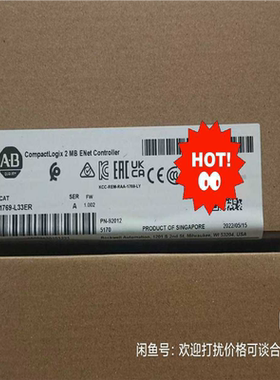 AB
CompactLogix 2 MB ENet Controller
HOT!
KCC-REM-RAA-1769-LY
CAT
SER
FW
1769-L33ER
A
1.002
PN-92012
5170
PRODUCT OF SINGAPORE
2022/05/15
闲鱼号：欢迎打扰价格可谈合